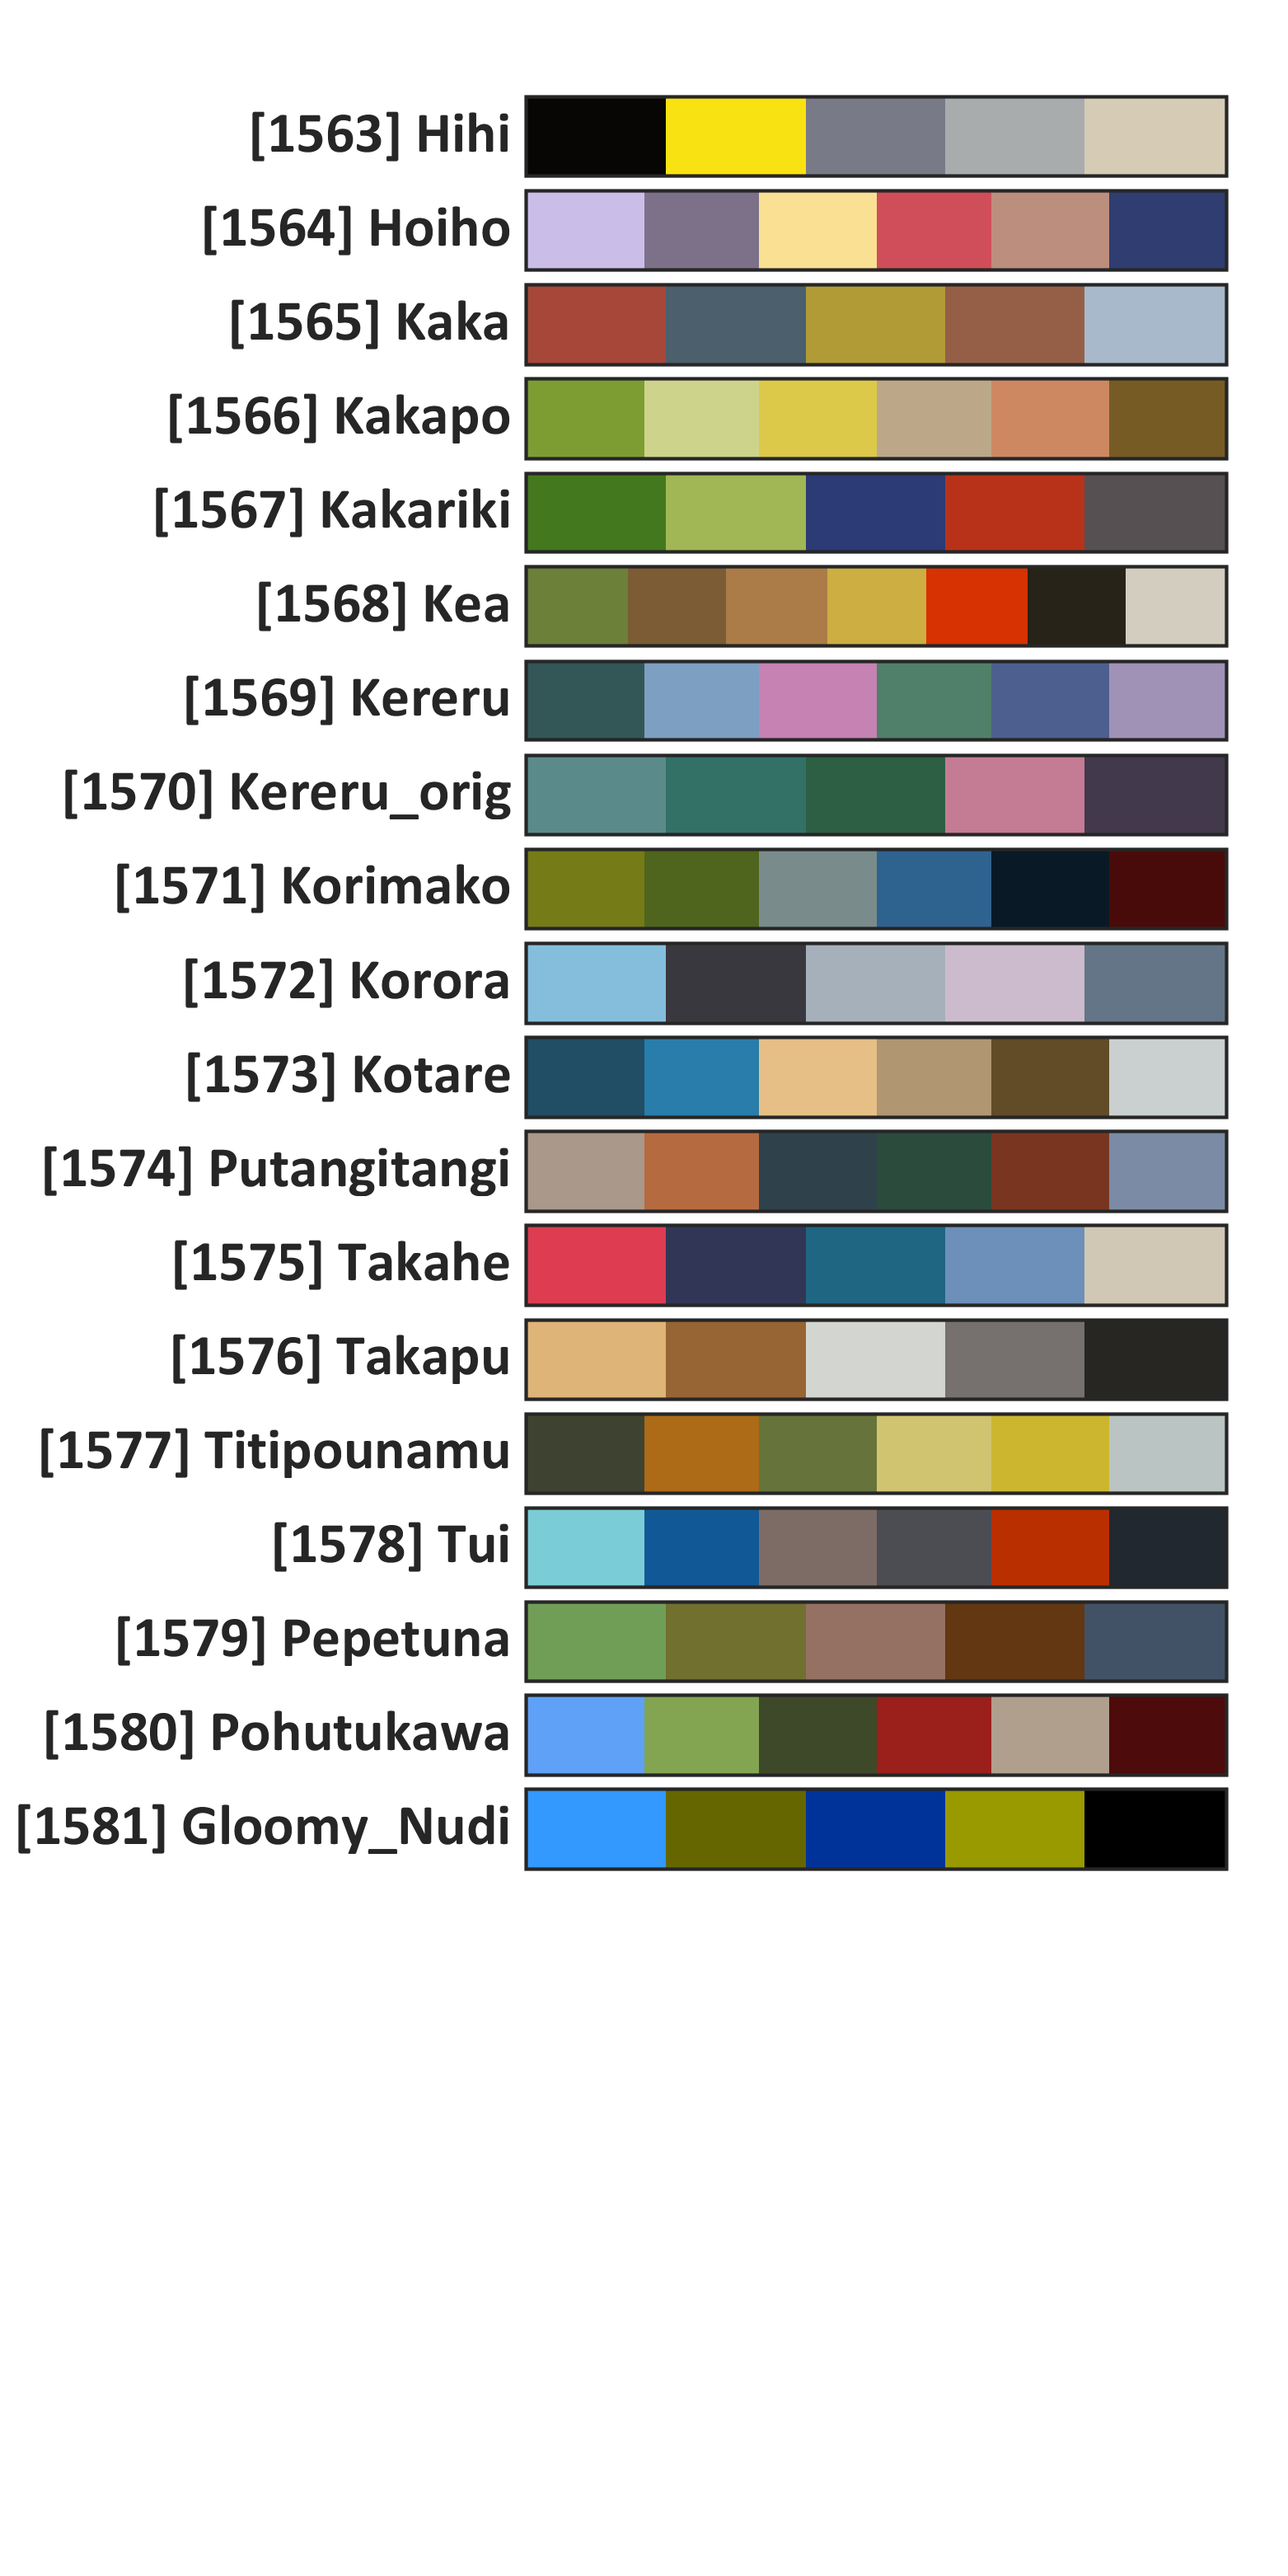 [1563] Hihi
[1564] Hoiho
[1565] Kaka
[1566] Kakapo
[1567] Kakariki
[1568] Kea
[1569] Kereru
[1570] Kereru_orig
[1571] Korimako
[1572] Korora
[1573] Kotare
[1574] Putangitangi
[1575] Takahe
[1576] Takapu
[1577] Titipounamu
[1578] Tui
[1579] Pepetuna
[1580] Pohutukawa
[1581] Gloomy_Nudi